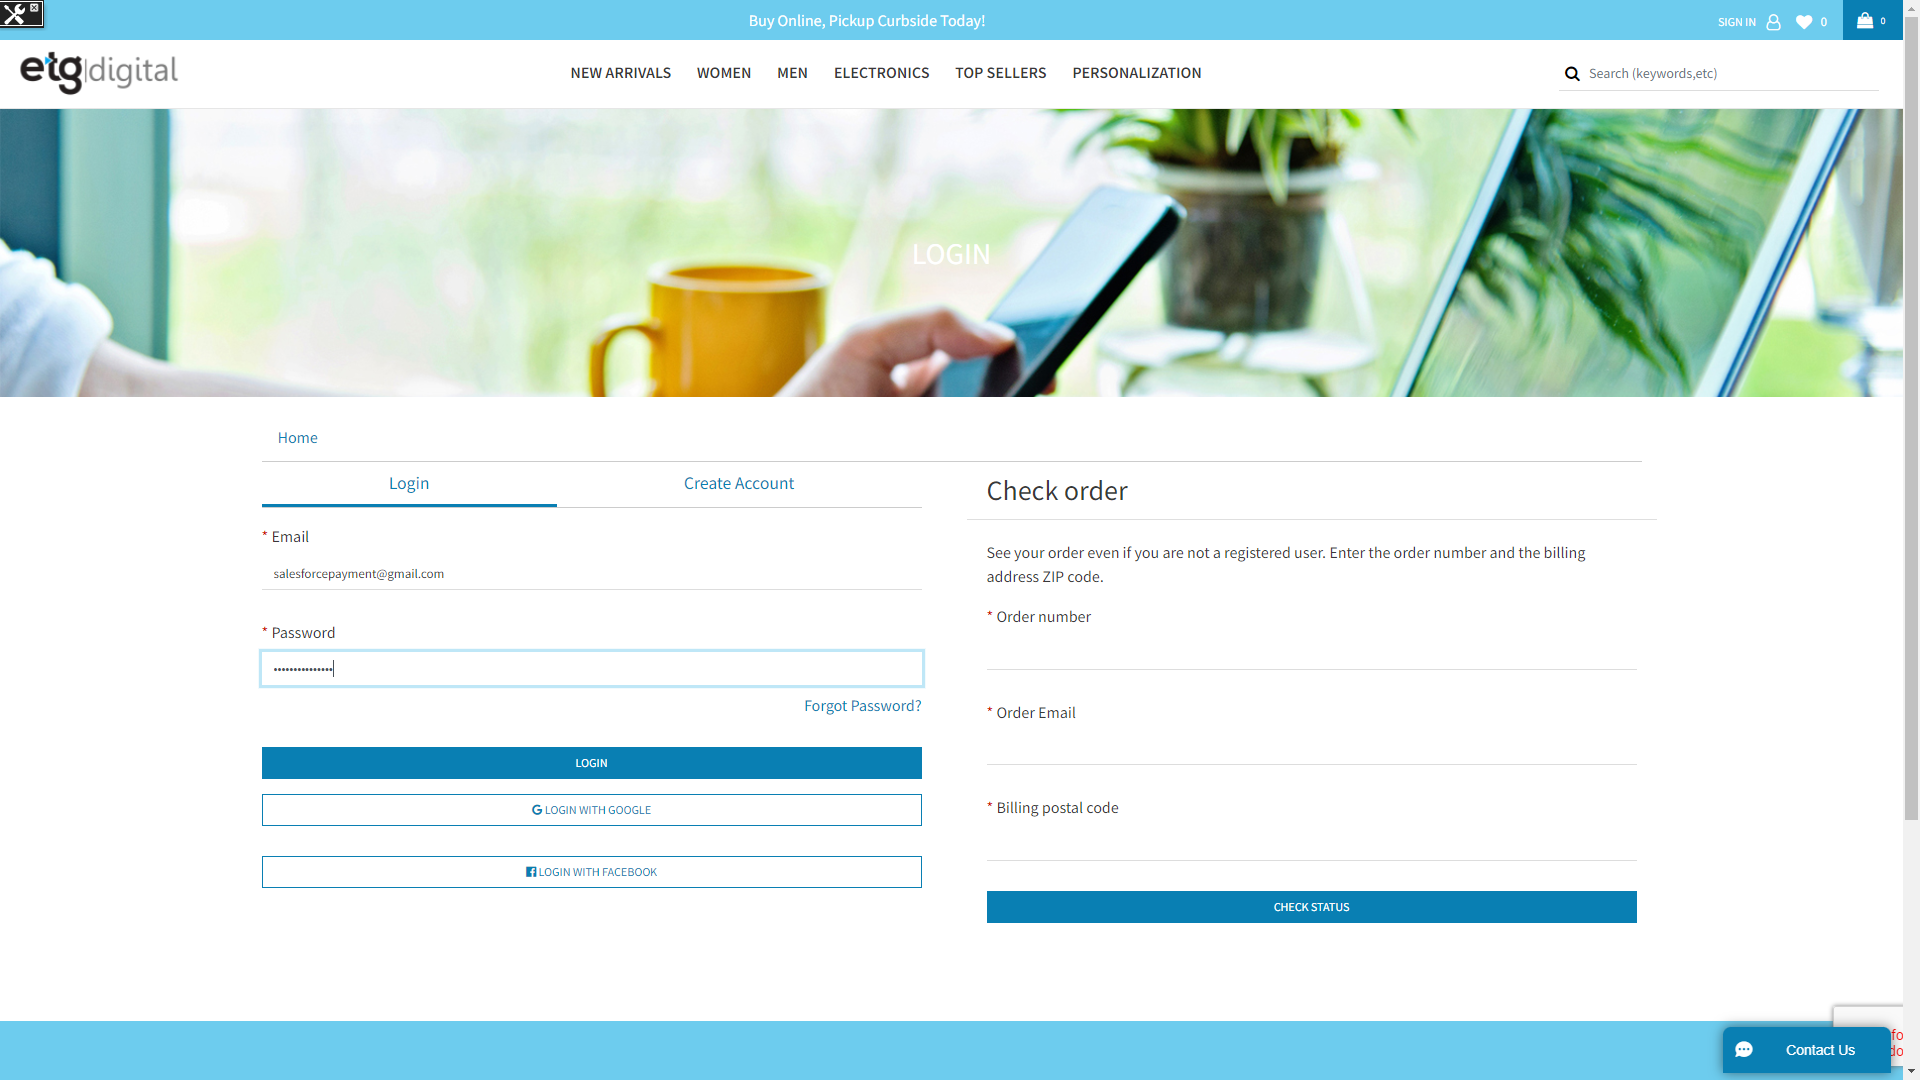 Buy Online, Pickup Curbside Today!
SIGN IN 0 0
etg|digital
NEW ARRIVALS WOMEN MEN ELECTRONICS TOP SELLERS PERSONALIZATION
Search (keywords,etc)
LOGIN
Home
Login Create Account
* Email
salesforcepayment@gmail.com
* Password
•••••••••••••••
Forgot Password?
LOGIN
G LOGIN WITH GOOGLE
LOGIN WITH FACEBOOK
Check order
See your order even if you are not a registered user. Enter the order number and the billing
address ZIP code.
* Order number
* Order Email
* Billing postal code
CHECK STATUS
Contact Us